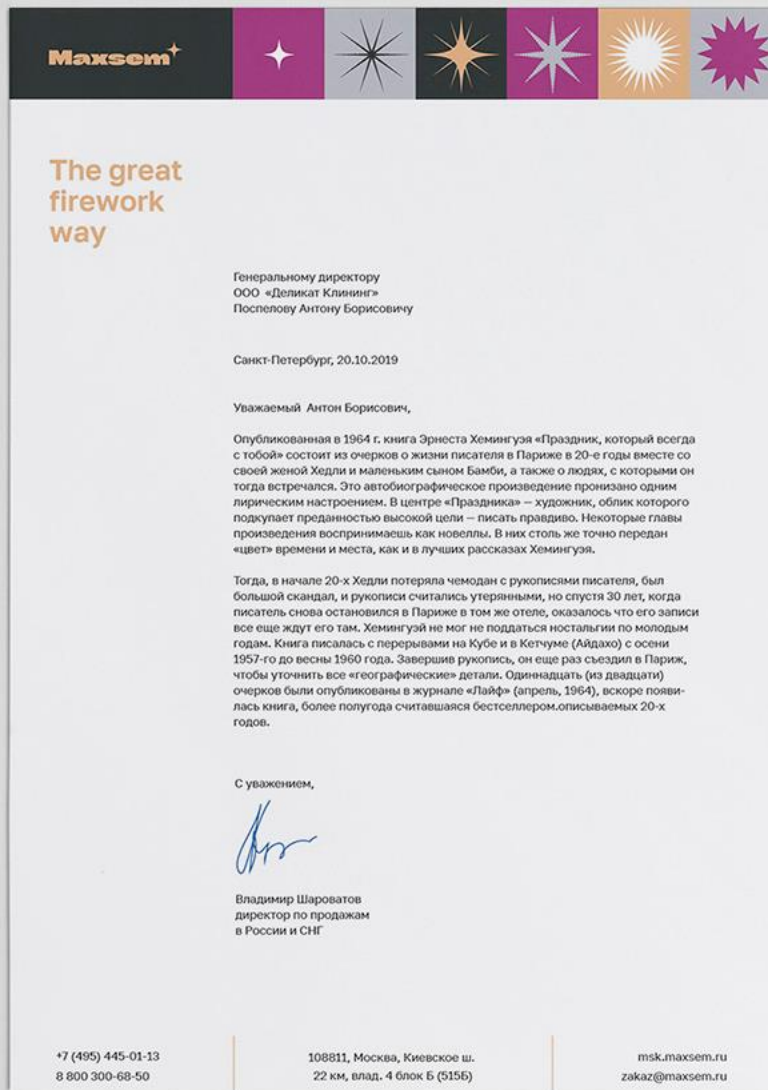 Maxsem
The great
firework
way
Генеральному директору
ООО «Деликат Клининг»
Поспелову Антону Борисовичу
Санкт-Петербург, 20.10.2019
Уважаемый Антон Борисович,
Опубликованная в 1964 г. книга Эрнеста Хемингуэя «Праздник, который всегда
с тобой» состоит из очерков о жизни писателя в Париже в 20-е годы вместе со
своей женой Хедли и маленьким сыном Бамби, а также о людях, с которыми он
тогда встречался. Это автобиографическое произведение пронизано одним
лирическим настроением. В центре «Праздника» – художник, облик которого
подкупает преданностью высокой цели – писать правдиво. Некоторые главы
произведения воспринимаешь как новеллы. В них столь же точно передан
«цвет» времени и места, как и в лучших рассказах Хемингуэя.
Тогда, в начале 20-х Хедли потеряла чемодан с рукописями писателя, был
большой скандал, и рукописи считались утерянными, но спустя 30 лет, когда
писатель снова остановился в Париже в том же отеле, оказалось что его записи
все еще ждут его там. Хемингуэй не мог не поддаться ностальгии по молодым
годам. Книга писалась с перерывами на Кубе и в Кетчуме (Айдахо) с осени
1957-го до весны 1960 года. Завершив рукопись, он еще раз съездил в Париж,
чтобы уточнить все «географические» детали. Одиннадцать (из двадцати)
очерков были опубликованы в журнале «Лайф» (апрель, 1964), вскоре появи-
лась книга, более полугода считавшаяся бестселлером.описываемых 20-х
годов.
С уважением,
Владимир Шароватов
директор по продажам
в России и СНГ
+7 (495) 445-01-13
8 800 300-68-50
108811, Москва, Киевское ш.
22 км, влад. 4 блок Б (515Б)
msk.maxsem.ru
zakaz@maxsem.ru